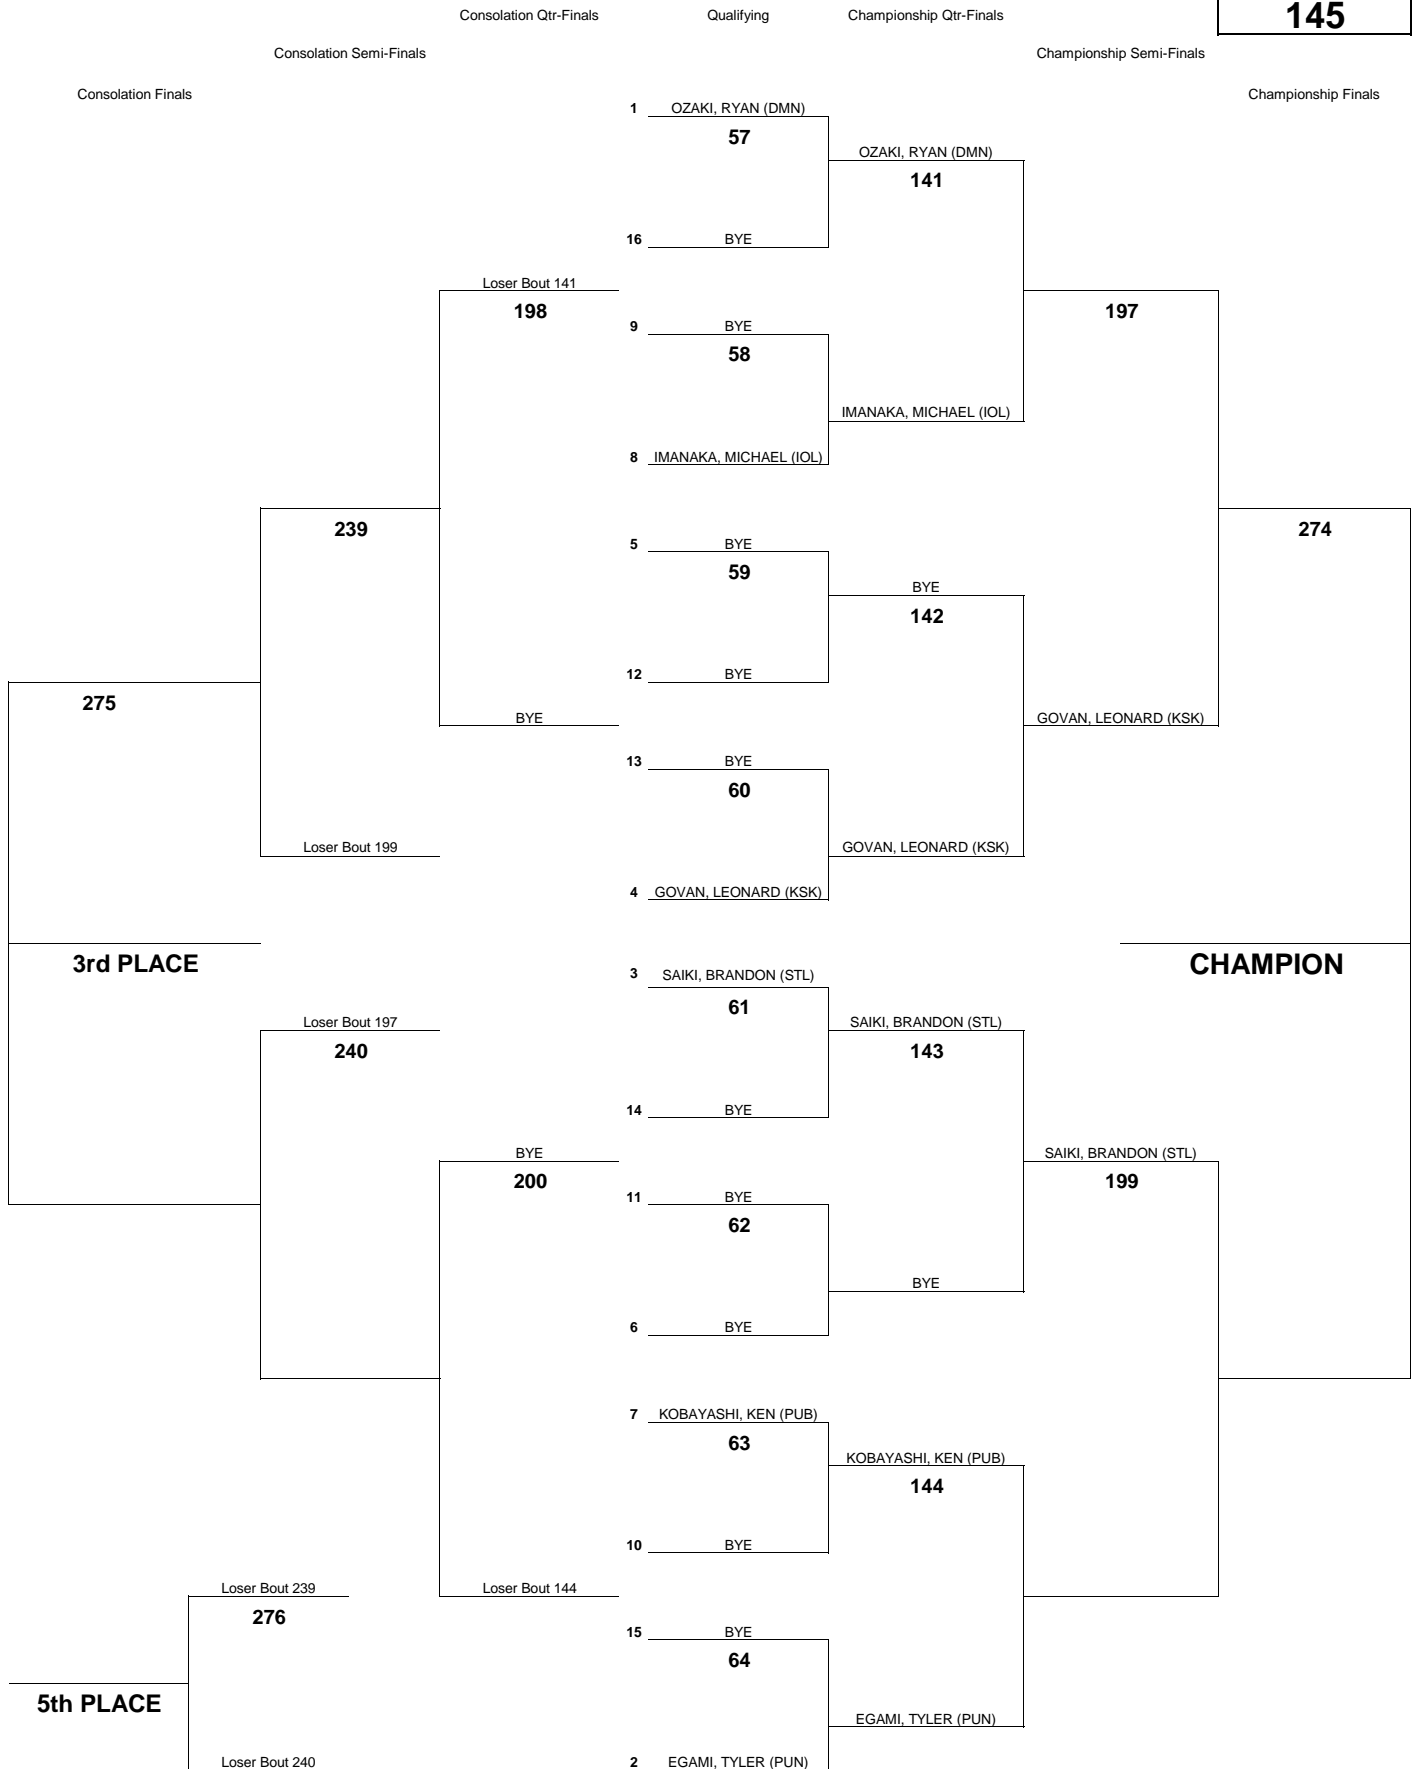 Consolation Qtr-Finals Qualifying Championship Qtr-Finals 145
Consolation Semi-Finals Championship Semi-Finals
Consolation Finals Championship Finals
1 OZAKI, RYAN (DMN)
57
OZAKI, RYAN (DMN)
141
16 BYE
Loser Bout 141
198 197
9 BYE
58
IMANAKA, MICHAEL (IOL)
8 IMANAKA, MICHAEL (IOL)
239 274
5 BYE
59
BYE
142
12 BYE
275
BYE GOVAN, LEONARD (KSK)
13 BYE
60
Loser Bout 199 GOVAN, LEONARD (KSK)
4 GOVAN, LEONARD (KSK)
3rd PLACE CHAMPION
3 SAIKI, BRANDON (STL)
61
Loser Bout 197 SAIKI, BRANDON (STL)
240 143
14 BYE
BYE SAIKI, BRANDON (STL)
200 199
11 BYE
62
BYE
6 BYE
7 KOBAYASHI, KEN (PUB)
63
KOBAYASHI, KEN (PUB)
144
10 BYE
Loser Bout 239 Loser Bout 144
276
15 BYE
64
5th PLACE
EGAMI, TYLER (PUN)
Loser Bout 240 2 EGAMI, TYLER (PUN)